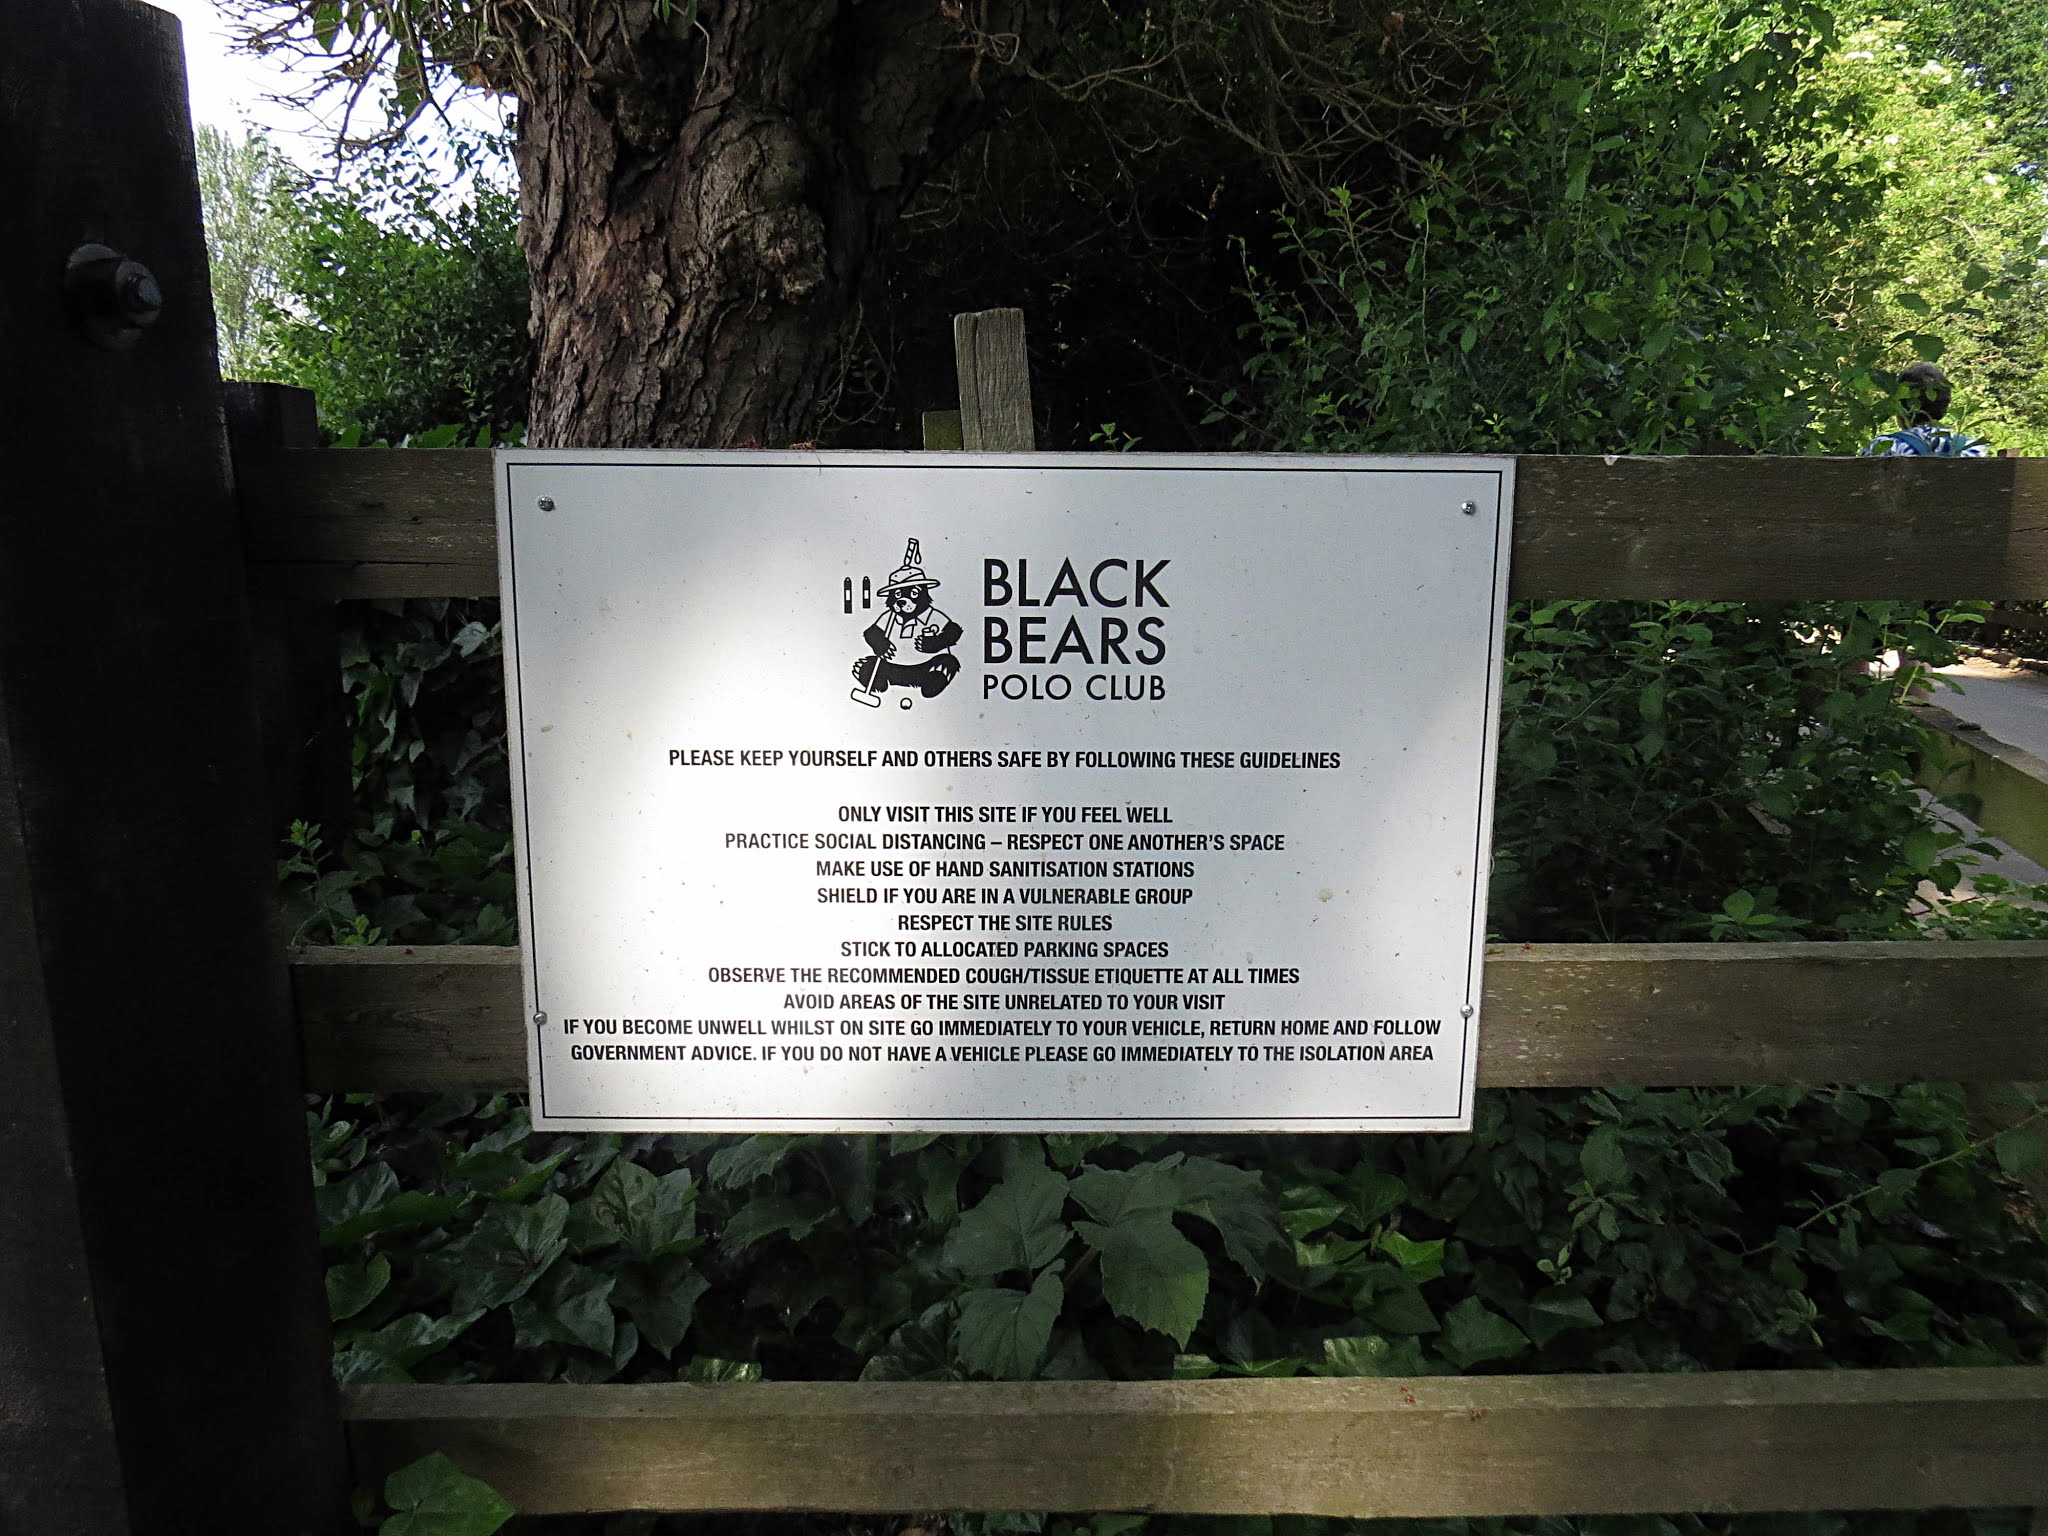 BLACK
BEARS
POLO CLUB
PLEASE KEEP YOURSELF AND OTHERS SAFE BY FOLLOWING THESE GUIDELINES
ONLY VISIT THIS SITE IF YOU FEEL WELL
PRACTICE SOCIAL DISTANCING – RESPECT ONE ANOTHER'S SPACE
MAKE USE OF HAND SANITISATION STATIONS
SHIELD IF YOU ARE IN A VULNERABLE GROUP
RESPECT THE SITE RULES
STICK TO ALLOCATED PARKING SPACES
OBSERVE THE RECOMMENDED COUGH/TISSUE ETIQUETTE AT ALL TIMES
AVOID AREAS OF THE SITE UNRELATED TO YOUR VISIT
IF YOU BECOME UNWELL WHILST ON SITE GO IMMEDIATELY TO YOUR VEHICLE, RETURN HOME AND FOLLOW
GOVERNMENT ADVICE. IF YOU DO NOT HAVE A VEHICLE PLEASE GO IMMEDIATELY TO THE ISOLATION AREA